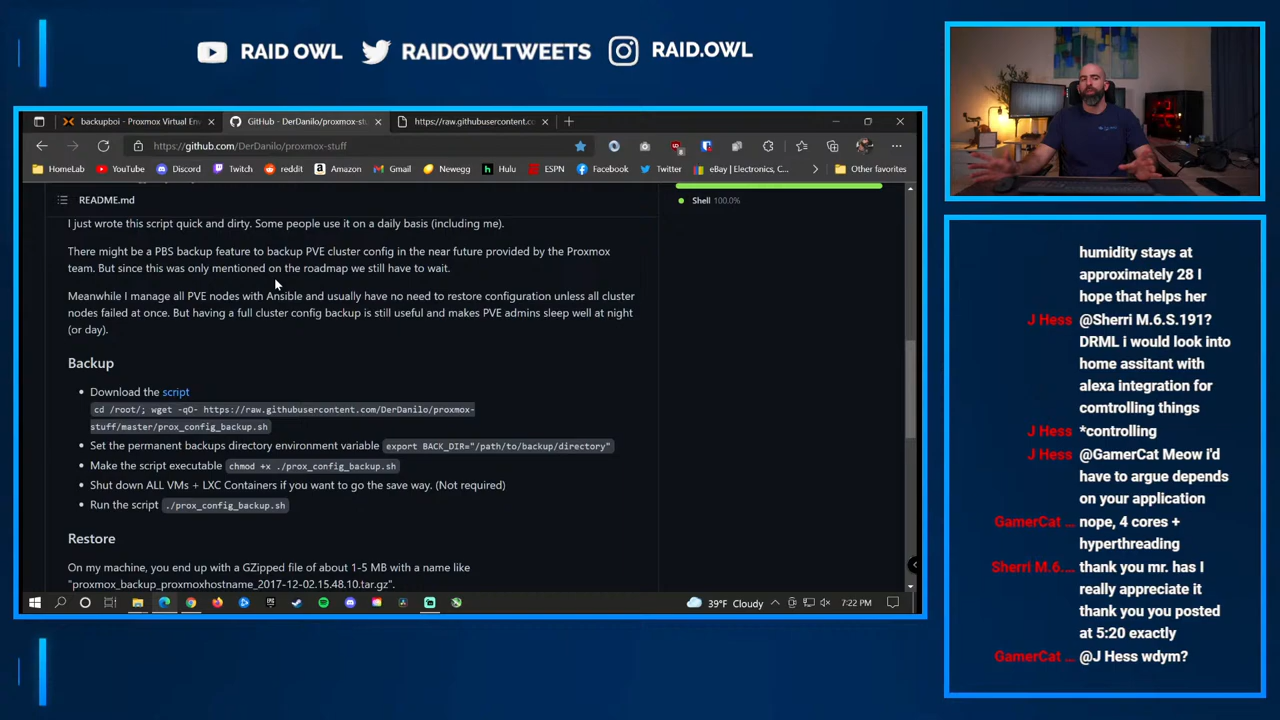 RAID OWL
RAIDOWLTWEETS
RAID.OWL
backupboi - Proxmox Virtual Env
GitHub - DerDanilo/proxmox-stu
https://raw.githubusercontent.co
https://github.com/DerDanilo/proxmox-stuff
HomeLab
YouTube
Discord
Twitch
reddit
Amazon
Gmail
Newegg
Hulu
ESPN
Facebook
Twitter
eBay | Electronics, C...
Other favorites
README.md
Shell 100.0%
I just wrote this script quick and dirty. Some people use it on a daily basis (including me).
There might be a PBS backup feature to backup PVE cluster config in the near future provided by the Proxmox
team. But since this was only mentioned on the roadmap we still have to wait.
Meanwhile I manage all PVE nodes with Ansible and usually have no need to restore configuration unless all cluster
nodes failed at once. But having a full cluster config backup is still useful and makes PVE admins sleep well at night
(or day).
Backup
Download the script
cd /root/; wget -qO- https://raw.githubusercontent.com/DerDanilo/proxmox-
stuff/master/prox_config_backup.sh
Set the permanent backups directory environment variable export BACK_DIR="/path/to/backup/directory"
Make the script executable chmod +x ./prox_config_backup.sh
Shut down ALL VMs + LXC Containers if you want to go the save way. (Not required)
Run the script ./prox_config_backup.sh
Restore
On my machine, you end up with a GZipped file of about 1-5 MB with a name like
"proxmox_backup_proxmoxhostname_2017-12-02.15.48.10.tar.gz".
39°F Cloudy
7:22 PM
humidity stays at
approximately 28 I
hope that helps her
J Hess @Sherri M.6.S.191?
DRML i would look into
home assitant with
alexa integration for
comtrolling things
J Hess *controlling
J Hess @GamerCat Meow i'd
have to argue depends
on your application
GamerCat ... nope, 4 cores +
hyperthreading
Sherri M.6.... thank you mr. has I
really appreciate it
thank you you posted
at 5:20 exactly
GamerCat ... @J Hess wdym?